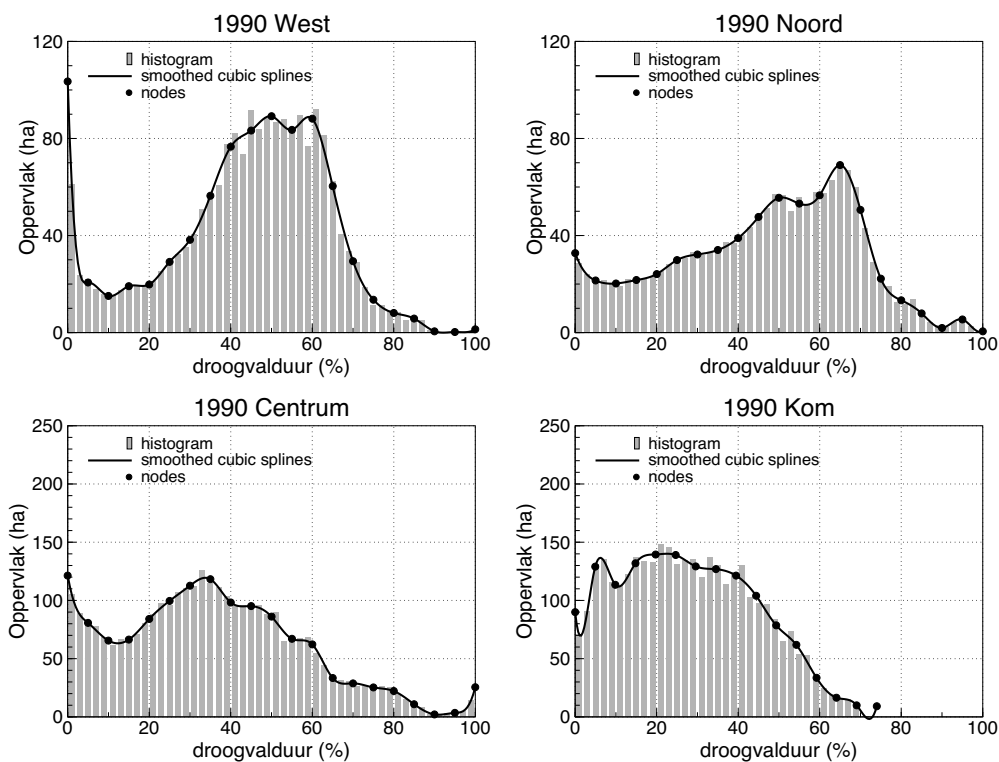 1990 West
120
80
40
0
Oppervlak (ha)
histogram
smoothed cubic splines
nodes
0 20 40 60 80 100
droogvalduur (%)
1990 Noord
120
80
40
0
Oppervlak (ha)
histogram
smoothed cubic splines
nodes
0 20 40 60 80 100
droogvalduur (%)
1990 Centrum
250
200
150
100
50
0
Oppervlak (ha)
histogram
smoothed cubic splines
nodes
0 20 40 60 80 100
droogvalduur (%)
1990 Kom
250
200
150
100
50
0
Oppervlak (ha)
histogram
smoothed cubic splines
nodes
0 20 40 60 80 100
droogvalduur (%)